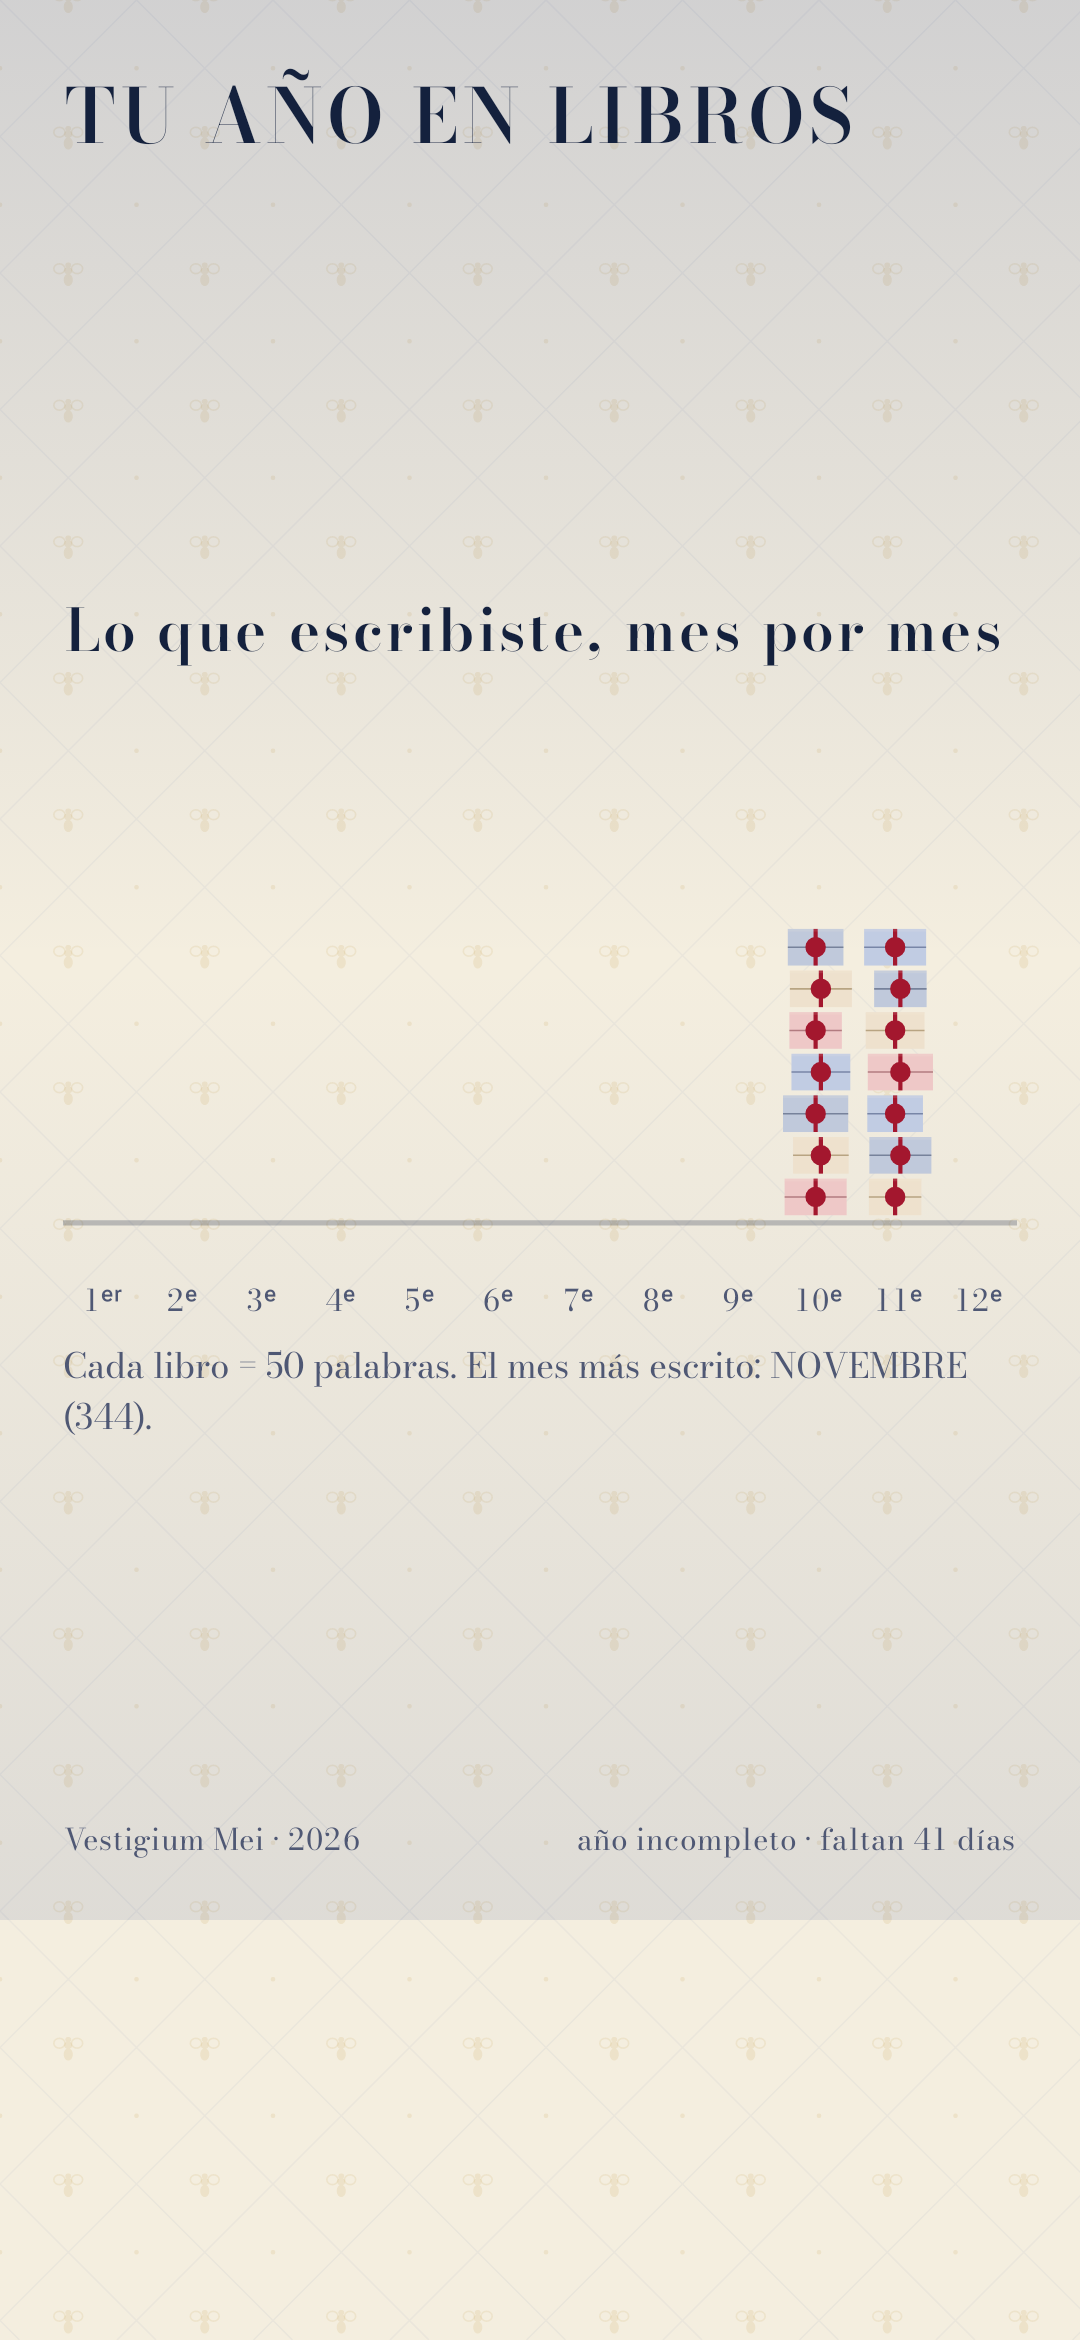 TU AÑO EN LIBROS
Lo que escribiste, mes por mes
1er 2e 3e 4e 5e 6e 7e 8e 9e 10e 11e 12e
Cada libro = 50 palabras. El mes más escrito: NOVEMBRE
(344).
Vestigium Mei · 2026 año incompleto · faltan 41 días